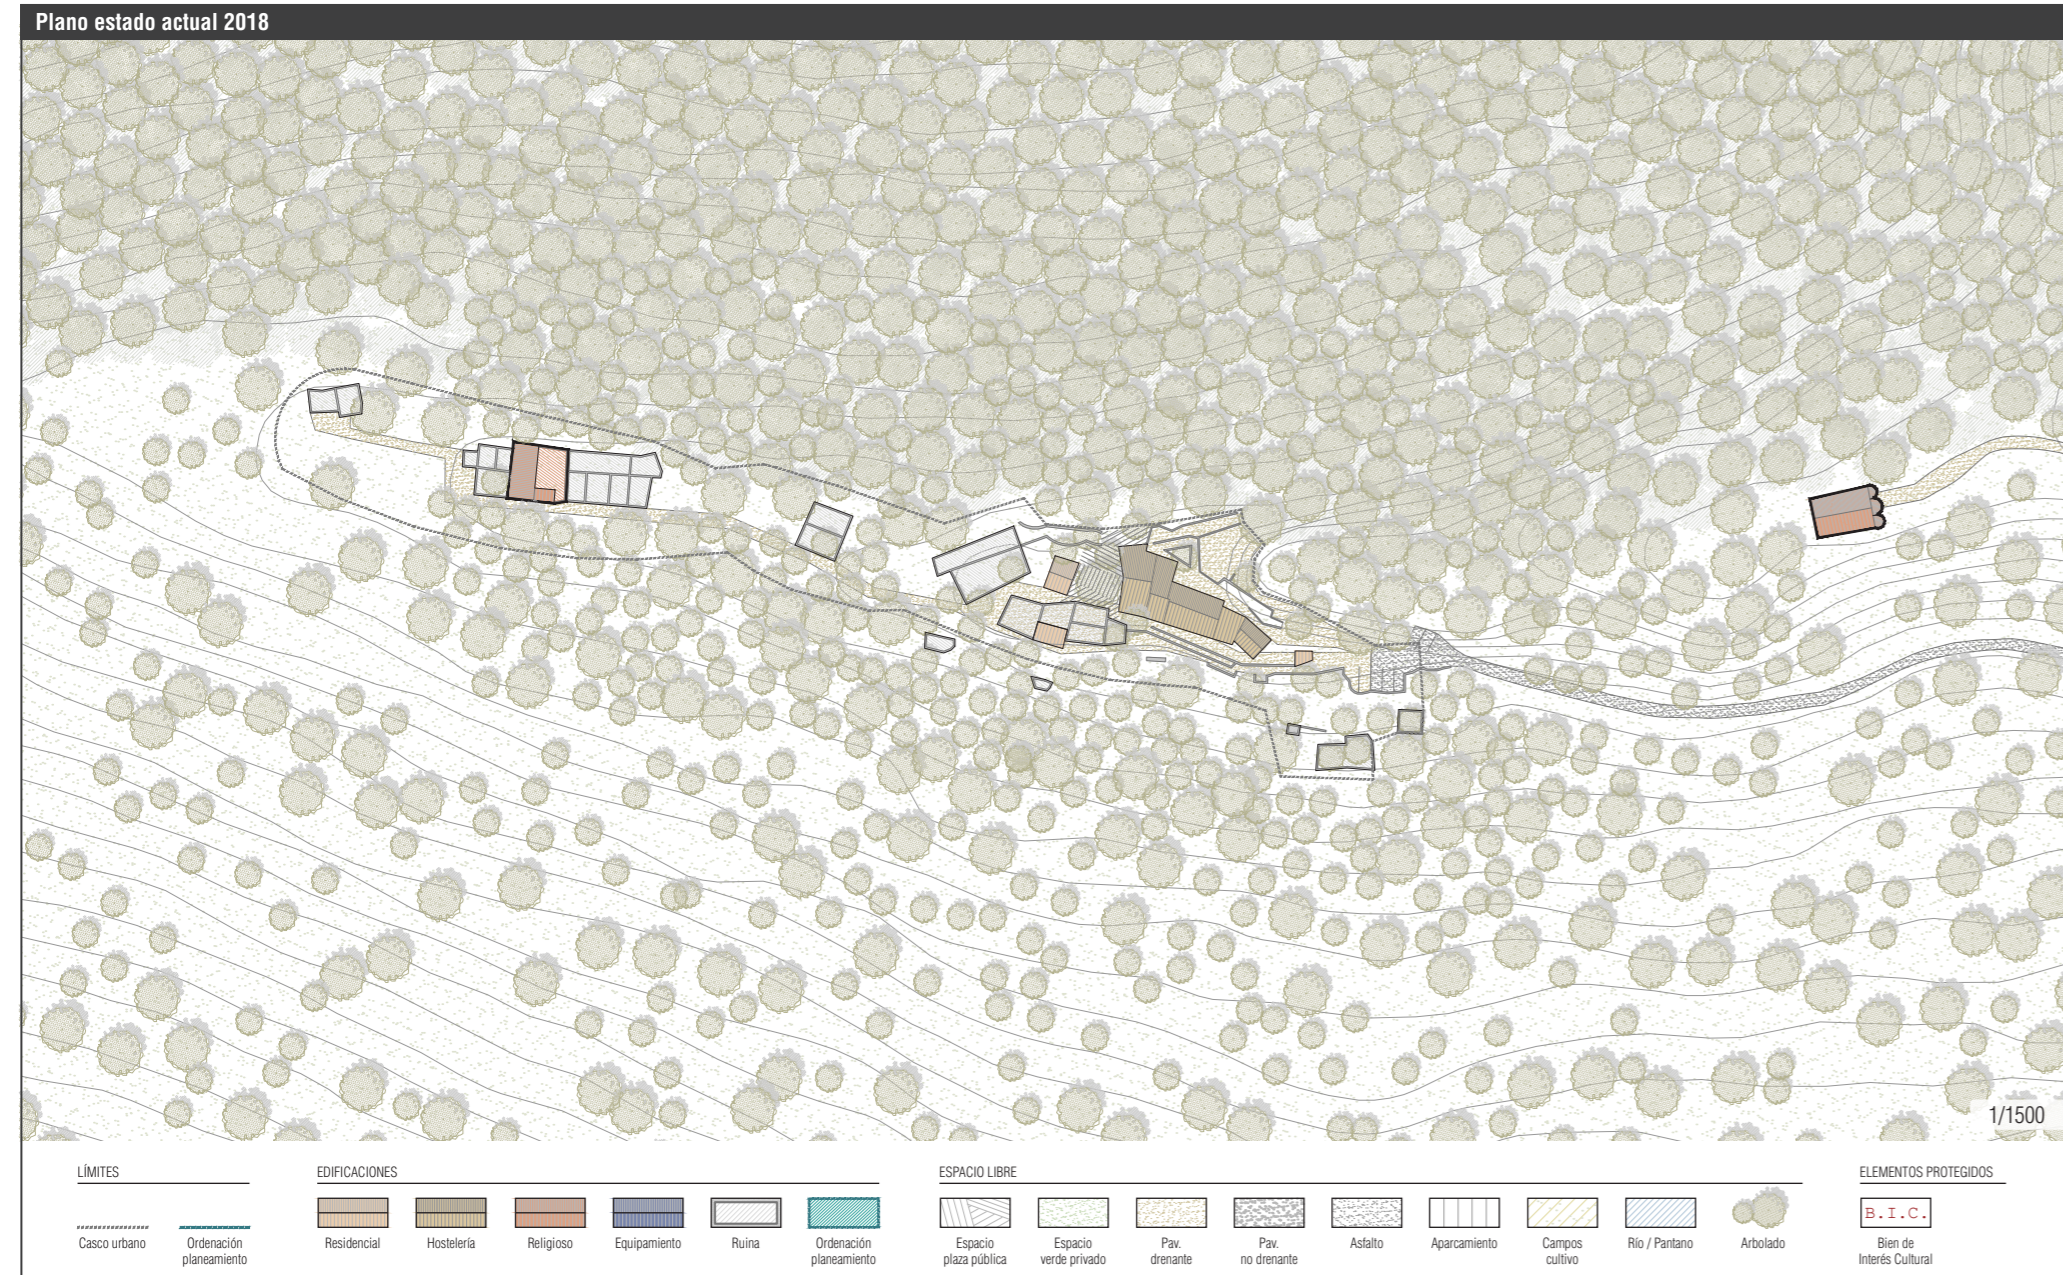 Plano estado actual 2018
1/1500
LÍMITES
Casco urbano
Ordenación
planeamiento
EDIFICACIONES
Residencial
Hostelería
Religioso
Equipamiento
Ruina
Ordenación
planeamiento
ESPACIO LIBRE
Espacio
plaza pública
Espacio
verde privado
Pav.
drenante
Pav.
no drenante
Asfalto
Aparcamiento
Campos
cultivo
Río / Pantano
Arbolado
ELEMENTOS PROTEGIDOS
B.I.C.
Bien de
Interés Cultural